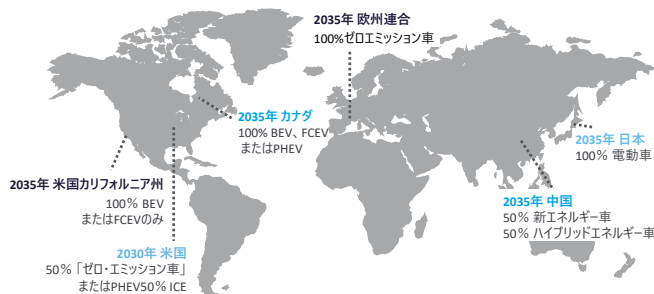 2035年 欧州連合
100%ゼロエミッション車
2035年 カナダ
100% BEV、FCEV
またはPHEV
2035年 日本
100% 電動車
2035年 米国カリフォルニア州
100% BEV
またはFCEVのみ
2035年 中国
50% 新エネルギー車
50% ハイブリッドエネルギー車
2030年 米国
50%「ゼロ・エミッション車」
またはPHEV50% ICE